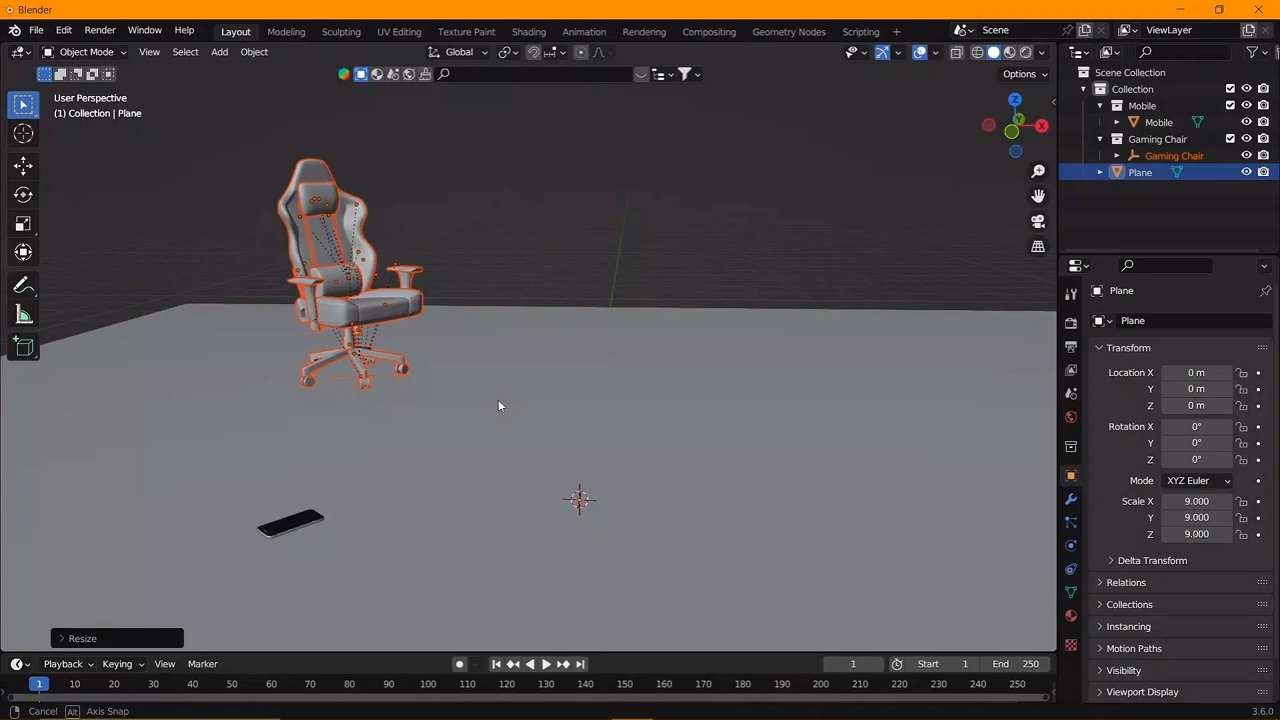 Blender
File Edit Render Window Help
Layout Modeling Sculpting UV Editing Texture Paint Shading Animation Rendering Compositing Geometry Nodes Scripting +
Scene
ViewLayer
Object Mode View Select Add Object
Global
Options
User Perspective
(1) Collection | Plane
Z
Y
X
Scene Collection
Collection
Mobile
Mobile
Gaming Chair
Gaming Chair
Plane
Plane
Plane
Transform
Location X 0 m
Y 0 m
Z 0 m
Rotation X 0°
Y 0°
Z 0°
Mode XYZ Euler
Scale X 9.000
Y 9.000
Z 9.000
Delta Transform
Relations
Collections
Instancing
Motion Paths
Visibility
Viewport Display
Resize
Playback Keying View Marker
1 Start 1 End 250
1 10 20 30 40 50 60 70 80 90 100 110 120 130 140 150 160 170 180 190 200 210 220 230 240 250
Cancel Alt Axis Snap
3.6.0